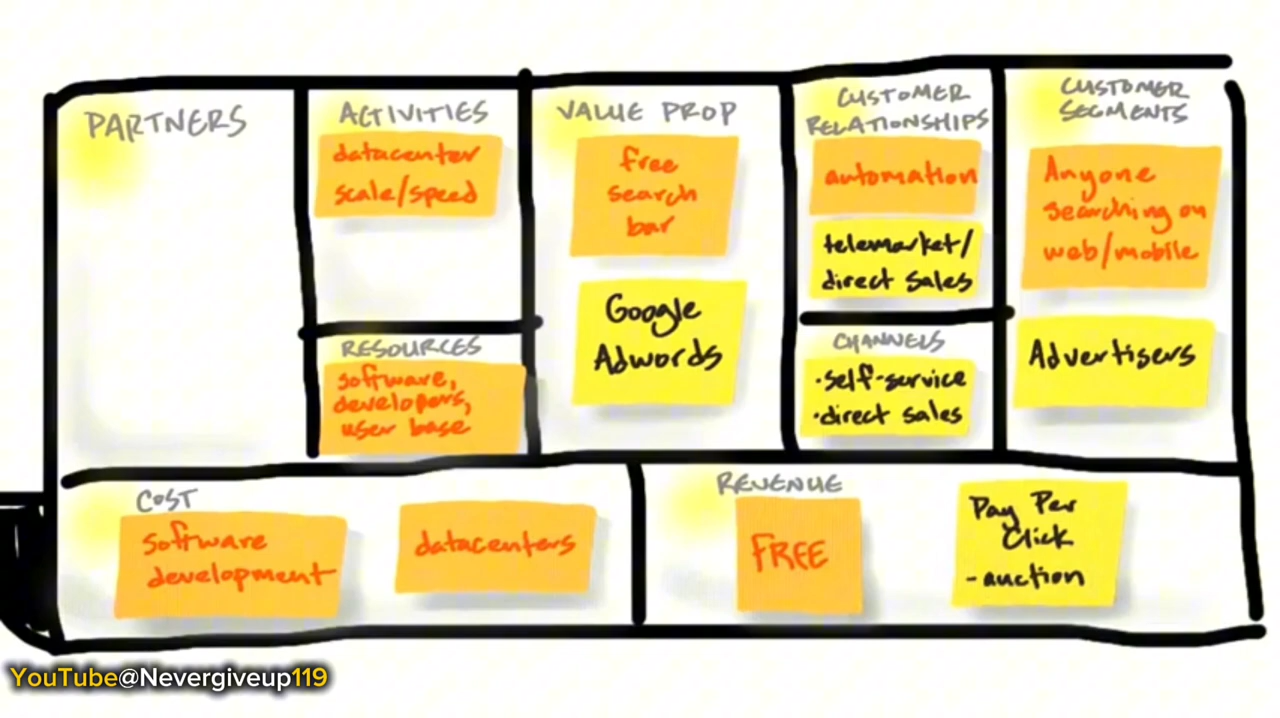 PARTNERS
ACTIVITIES
datacenter
scale/speed
RESOURCES
software,
developers,
user base
VALUE PROP
free
search
bar
Google
Adwords
CUSTOMER
RELATIONSHIPS
automation
telemarket/
direct sales
CHANNELS
·self-service
·direct sales
CUSTOMER
SEGMENTS
Anyone
searching on
web/mobile
Advertisers
COST
software
development
datacenters
REVENUE
FREE
Pay Per
Click
-auction
YouTube@Nevergiveup119